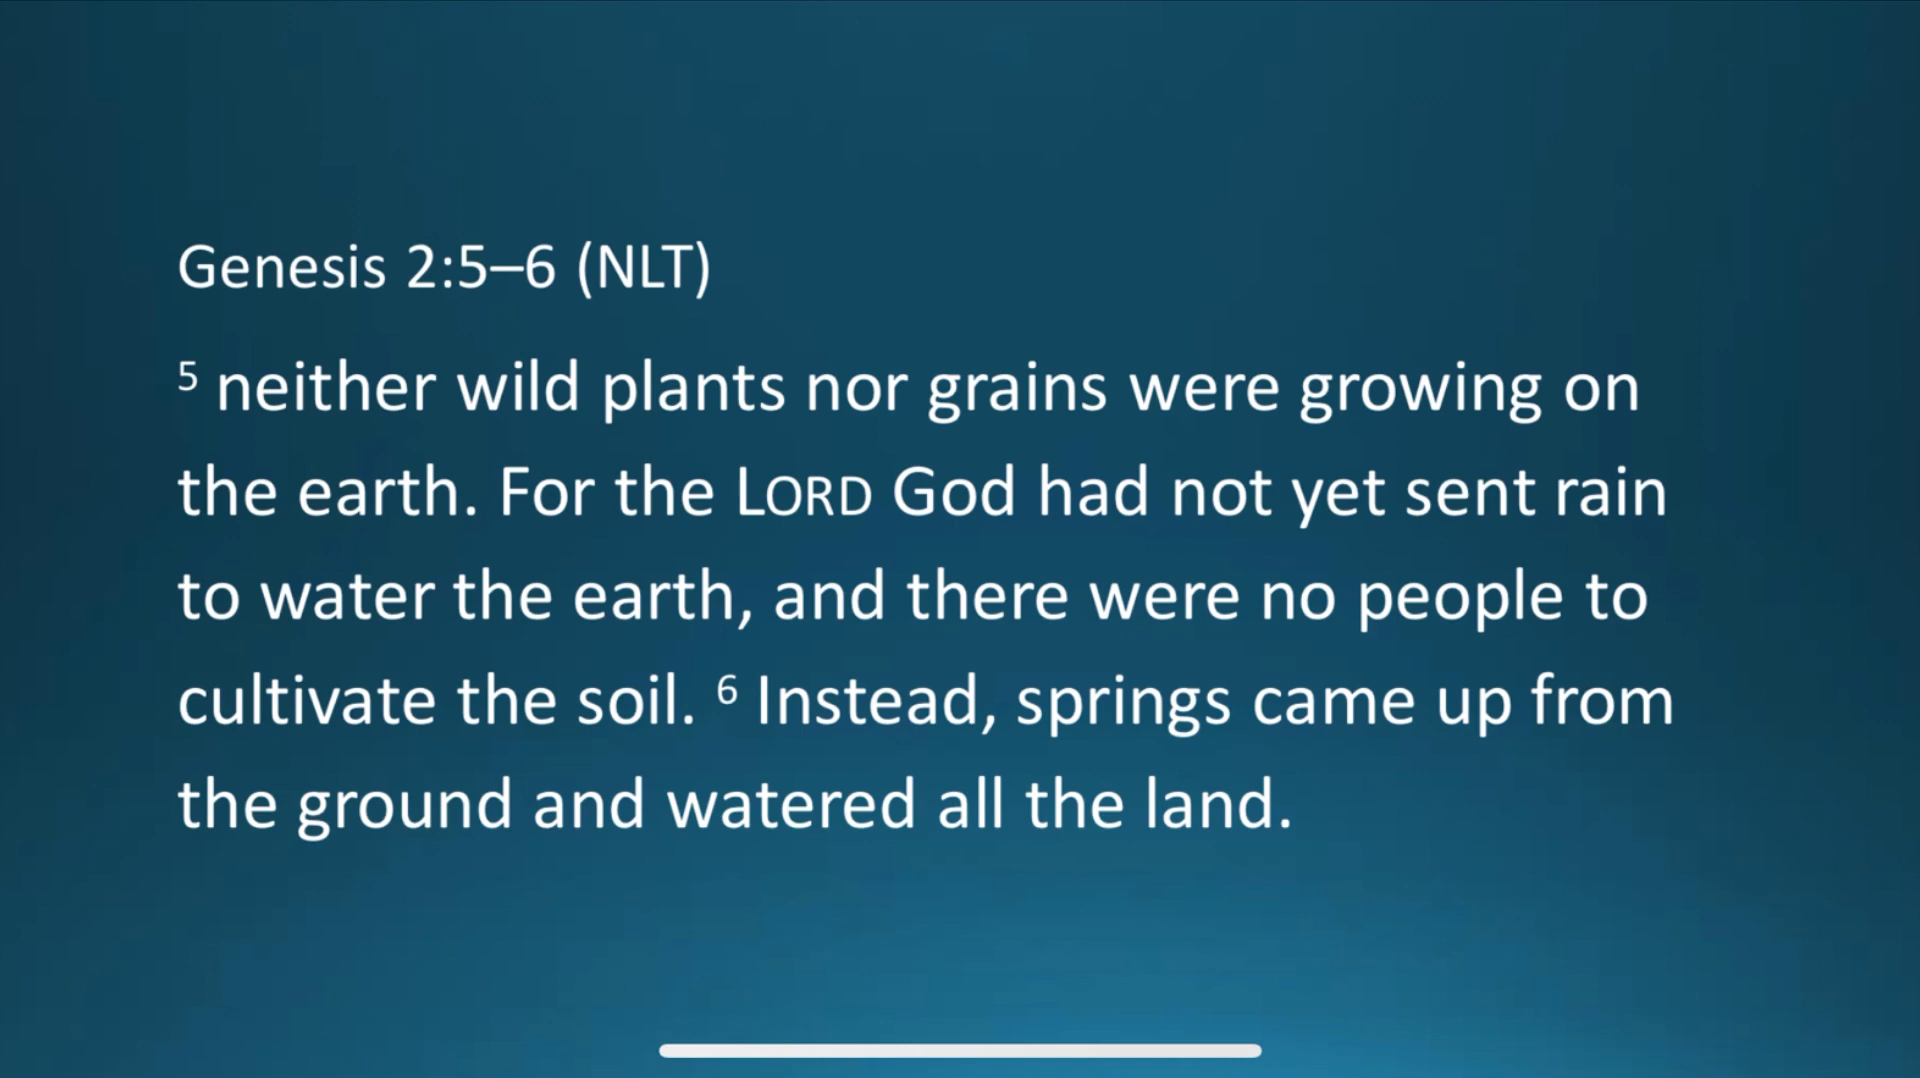 Genesis 2:5–6 (NLT)
5 neither wild plants nor grains were growing on
the earth. For the LORD God had not yet sent rain
to water the earth, and there were no people to
cultivate the soil. 6 Instead, springs came up from
the ground and watered all the land.